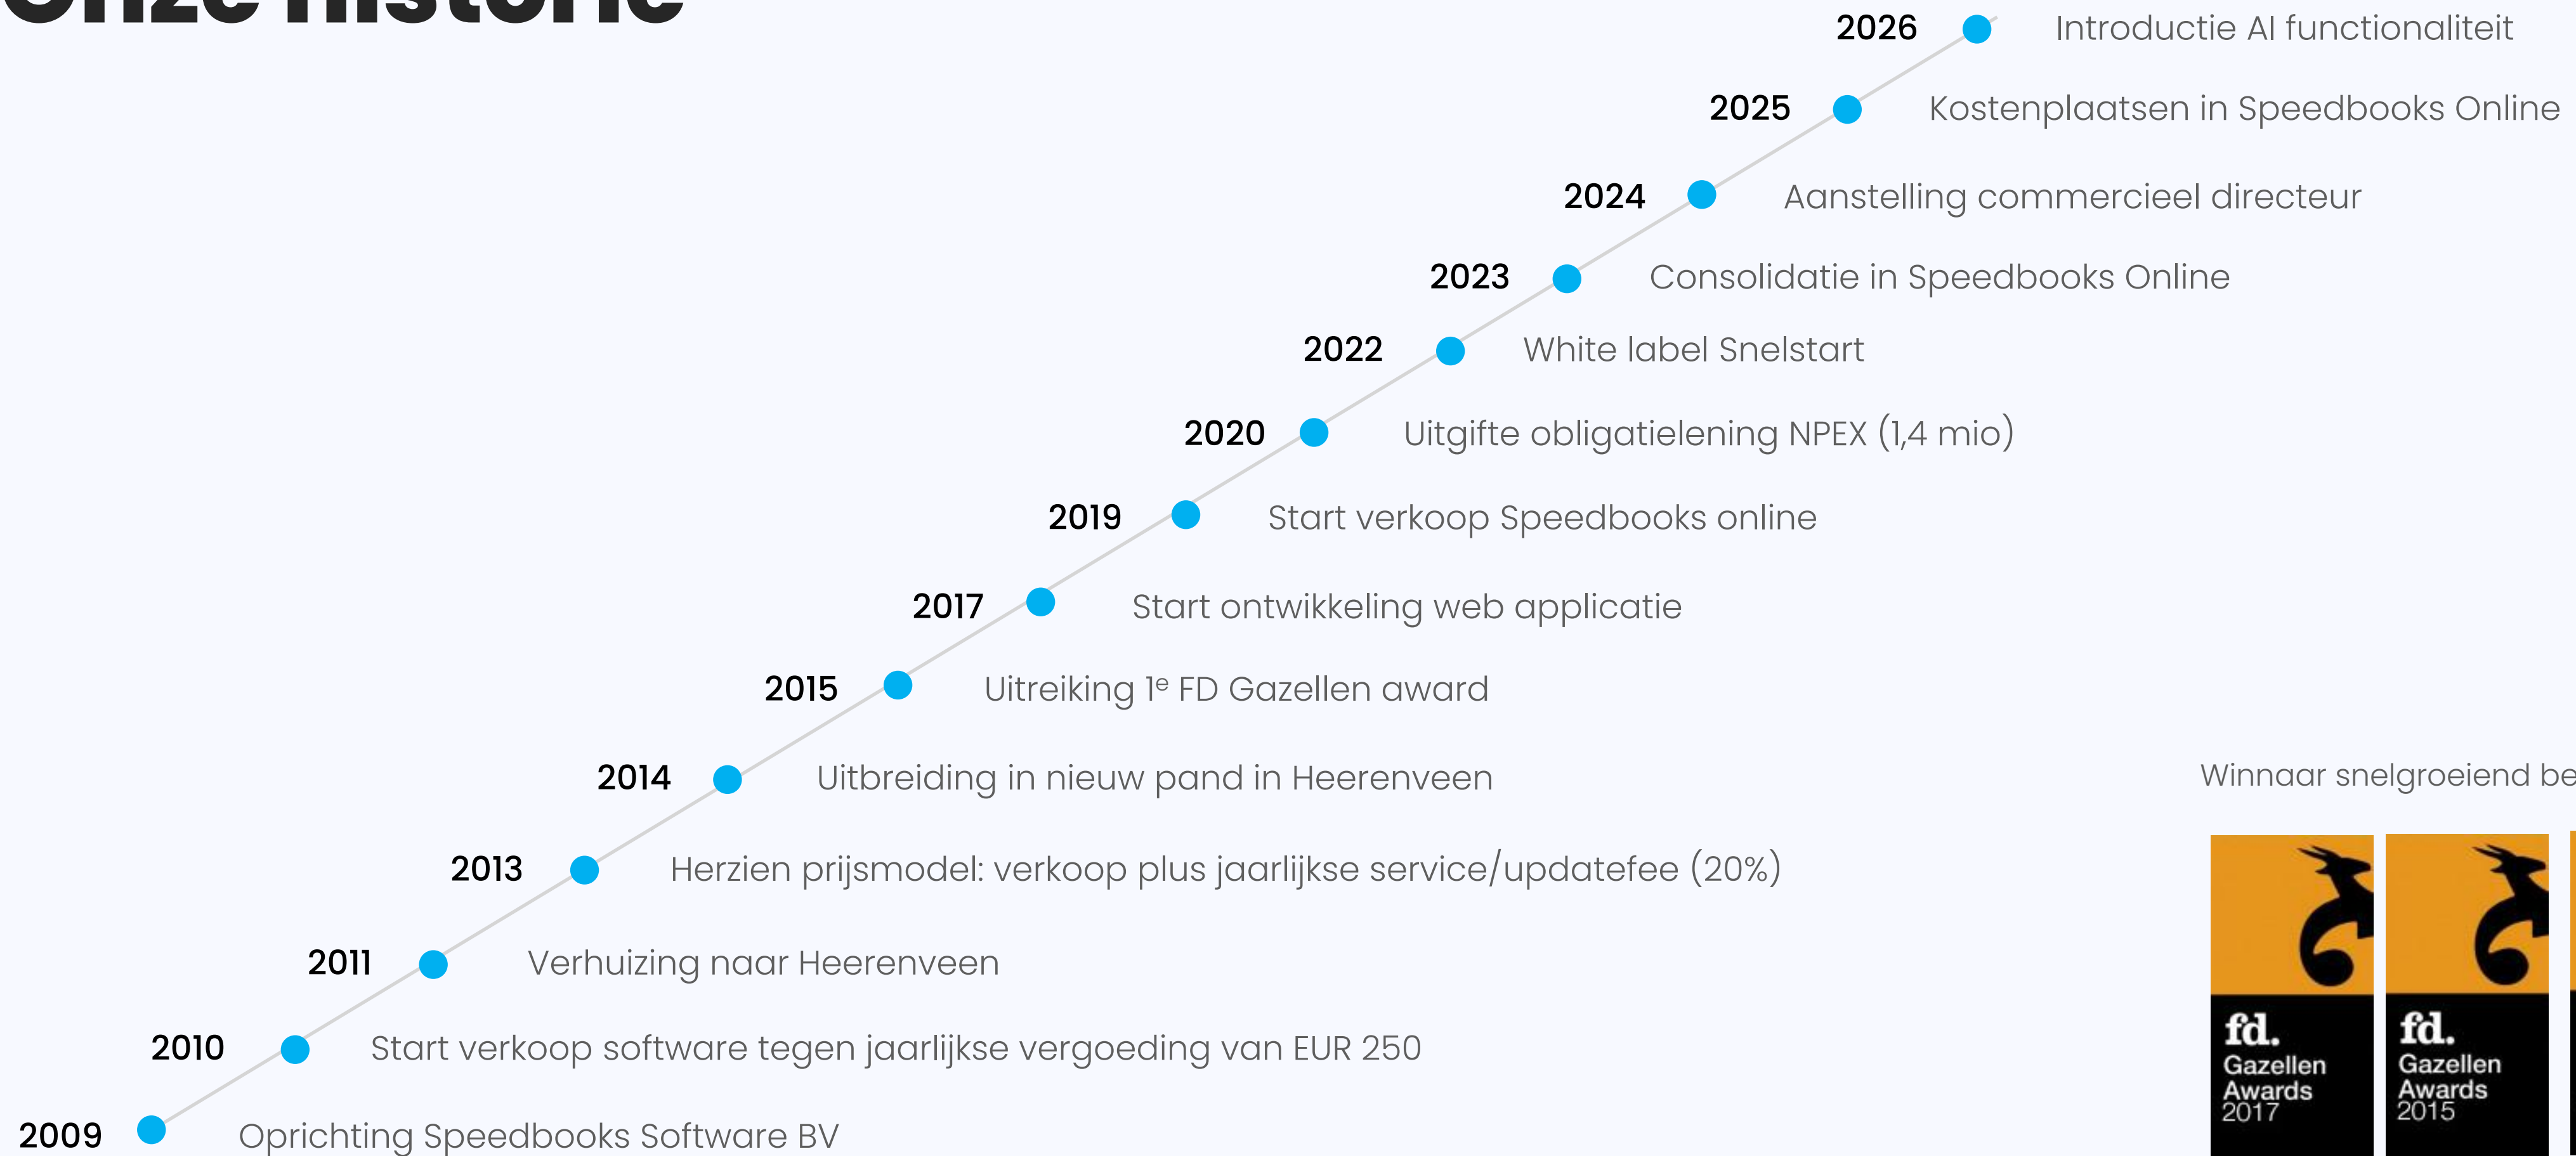 Onze historie
2026 Introductie AI functionaliteit
2025 Kostenplaatsen in Speedbooks Online
2024 Aanstelling commercieel directeur
2023 Consolidatie in Speedbooks Online
2022 White label Snelstart
2020 Uitgifte obligatielening NPEX (1,4 mio)
2019 Start verkoop Speedbooks online
2017 Start ontwikkeling web applicatie
2015 Uitreiking 1e FD Gazellen award
2014 Uitbreiding in nieuw pand in Heerenveen
2013 Herzien prijsmodel: verkoop plus jaarlijkse service/updatefee (20%)
2011 Verhuizing naar Heerenveen
2010 Start verkoop software tegen jaarlijkse vergoeding van EUR 250
2009 Oprichting Speedbooks Software BV
Winnaar snelgroeiend be
fd.
Gazellen
Awards
2017
fd.
Gazellen
Awards
2015